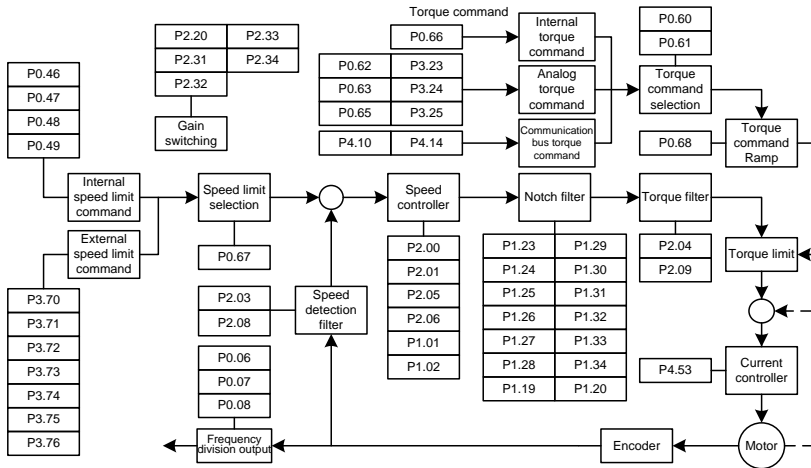 Torque command
P0.66
Internal
torque
command
P0.60
P0.61
P2.20 P2.33
P2.31 P2.34
P2.32
Gain
switching
P0.46
P0.47
P0.48
P0.49
P0.62 P3.23
P0.63 P3.24
P0.65 P3.25
Analog
torque
command
Torque
command
selection
P4.10 P4.14
Communication
bus torque
command
P0.68
Torque
command
Ramp
Internal
speed limit
command
Speed limit
selection
P0.67
Speed
controller
Notch filter
Torque filter
External
speed limit
command
P2.00
P2.01
P2.05
P2.06
P1.01
P1.02
P1.23 P1.29
P1.24 P1.30
P1.25 P1.31
P1.26 P1.32
P1.27 P1.33
P1.28 P1.34
P1.19 P1.20
P2.04
P2.09
Torque limit
P3.70
P3.71
P3.72
P3.73
P3.74
P3.75
P3.76
P2.03
P2.08
Speed
detection
filter
P0.06
P0.07
P0.08
P4.53
Current
controller
Frequency
division output
Encoder
Motor